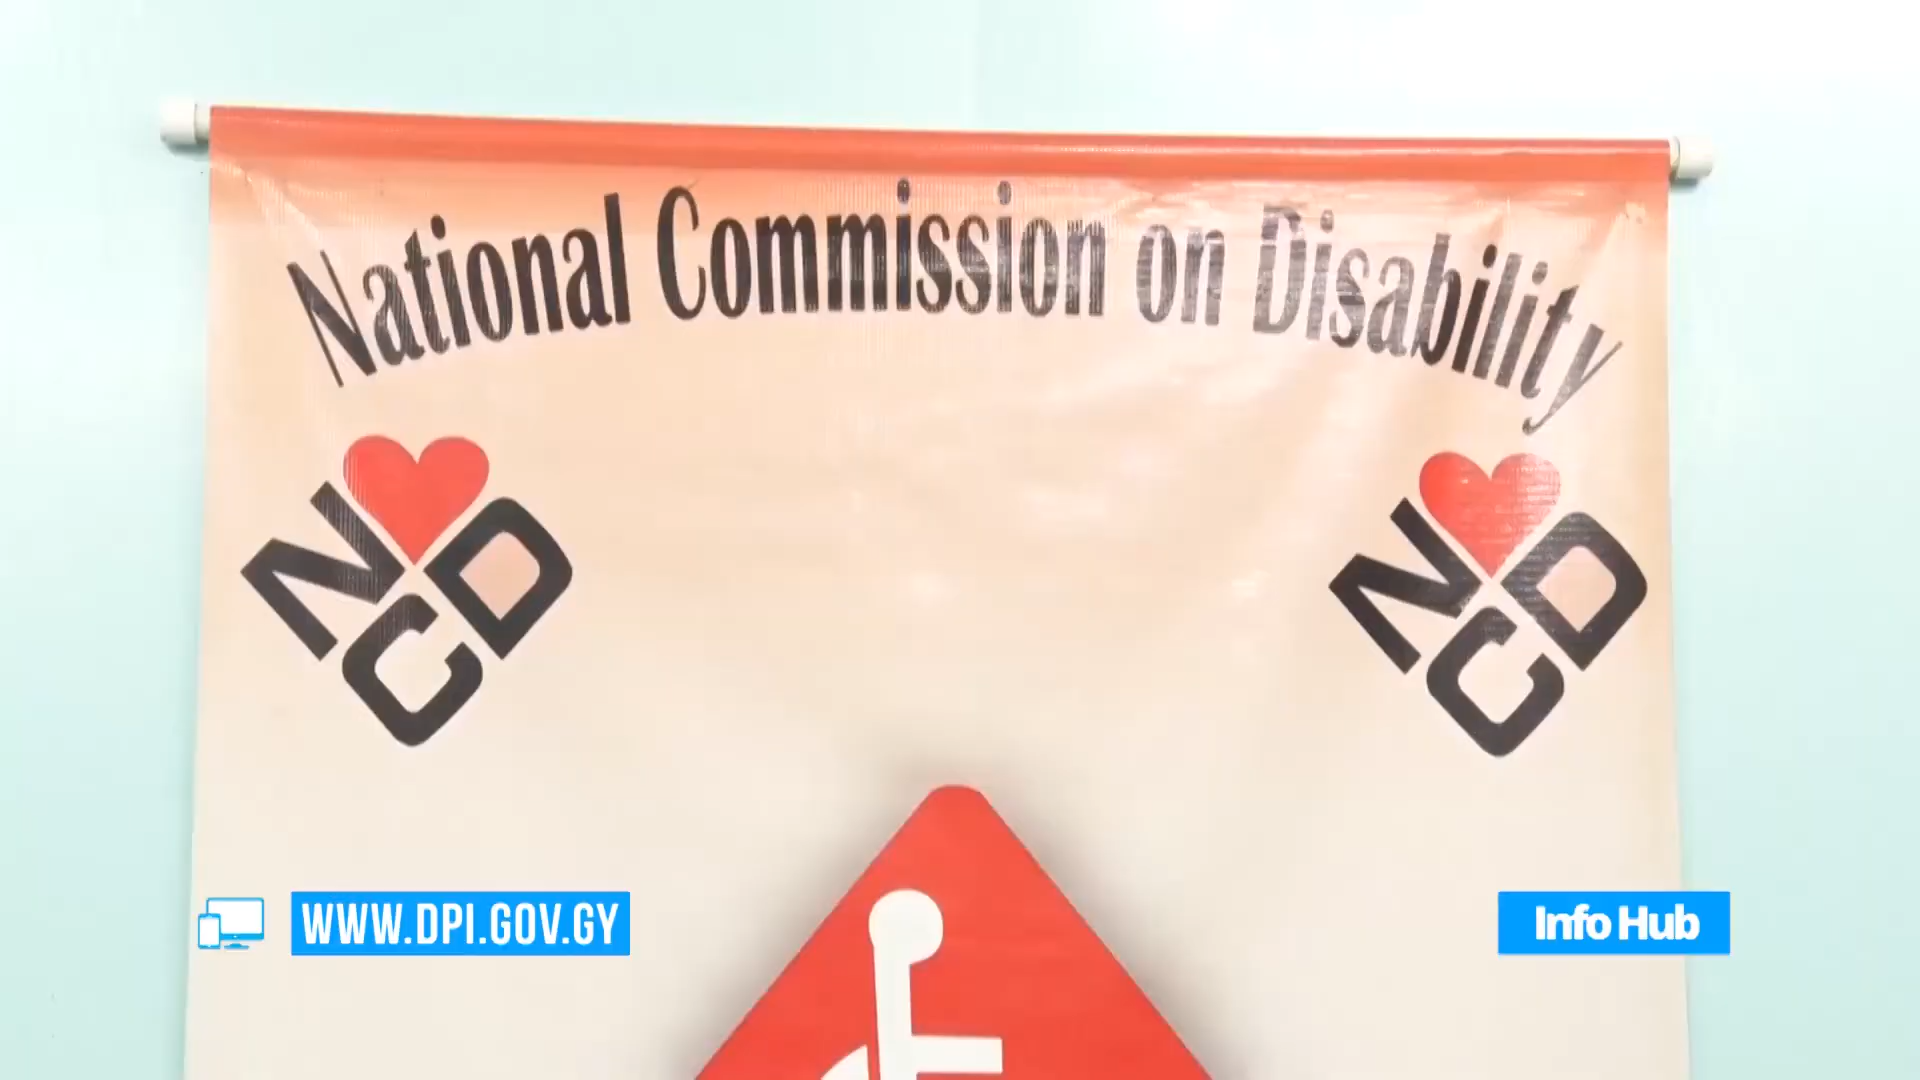 National Commission on Disability
NCD
NCD
WWW.DPI.GOV.GY
Info Hub